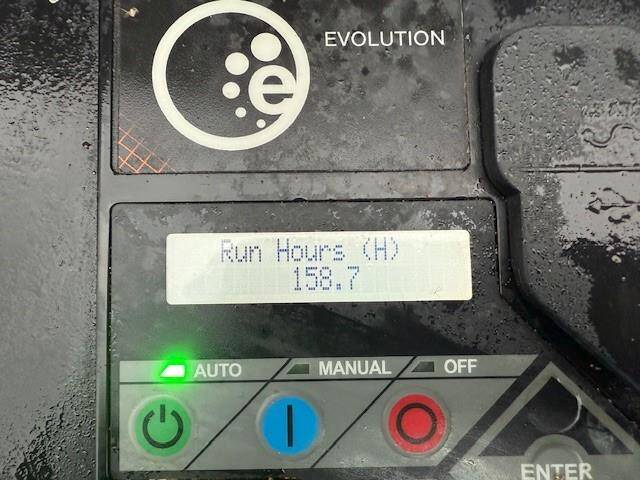 e
EVOLUTION
Run Hours (H)
158.7
AUTO
MANUAL
OFF
ENTER